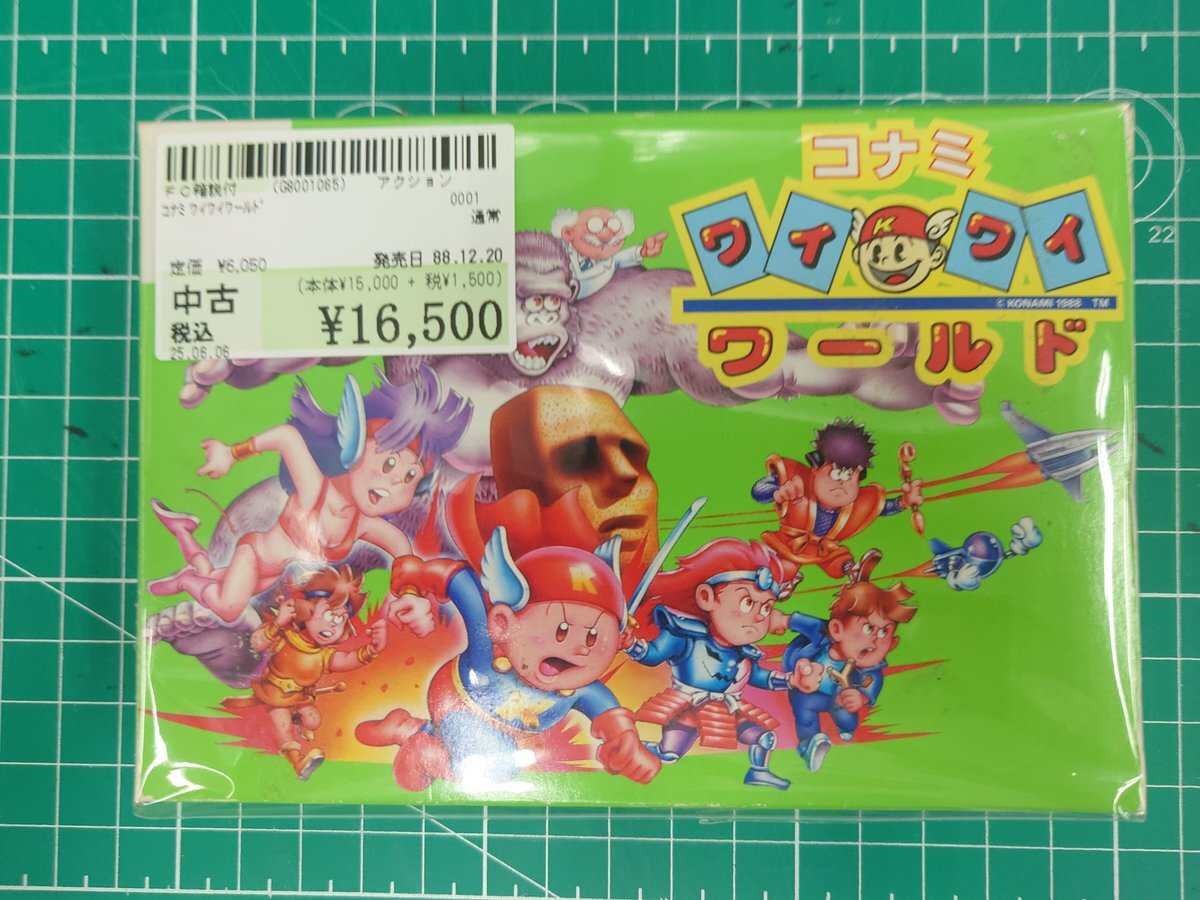 FC箱説付 (G8001065) アクション
コナミ ワイワイワールド
0001
通常
定価 ¥6,050 発売日 88.12.20
中古 (本体¥15,000 + 税¥1,500)
税込 ¥16,500
25.06.06
コナミ
ワイワイ
© KONAMI 1988 TM
ワールド
K
K
K
22